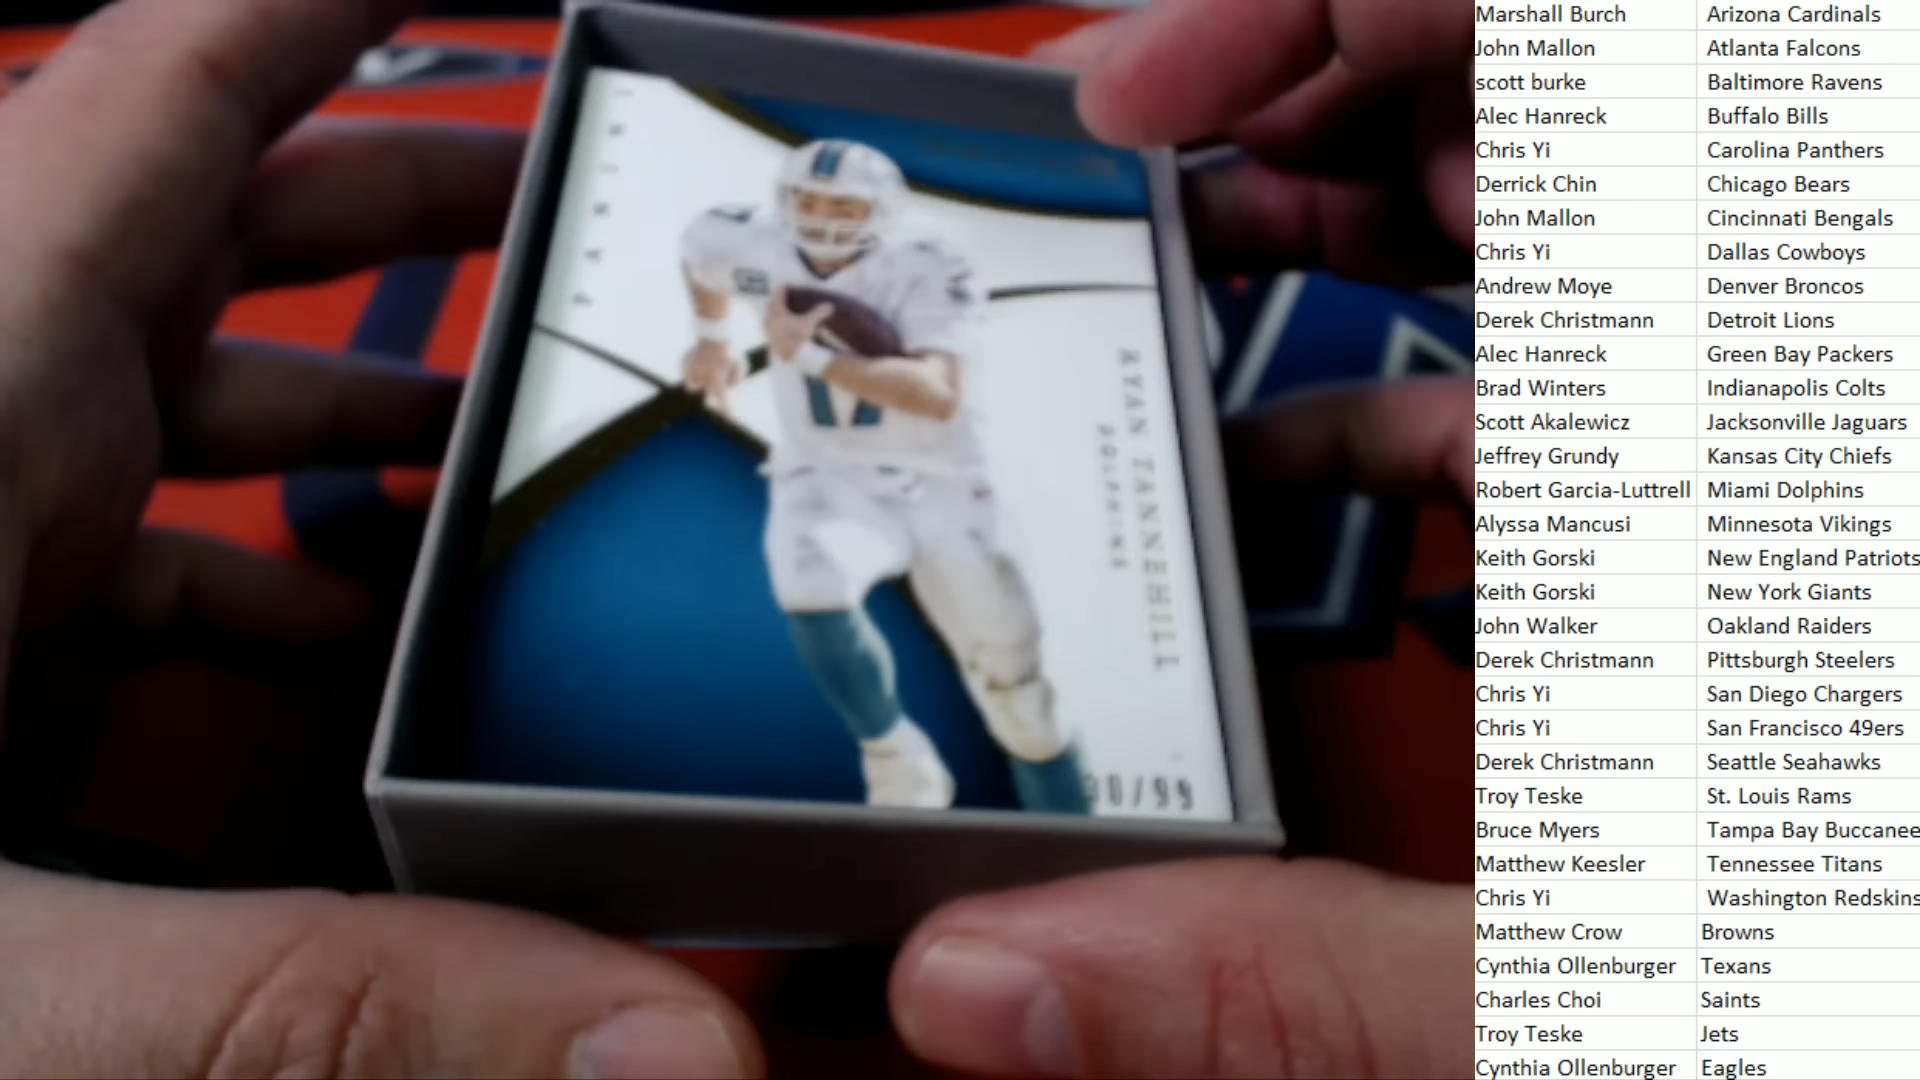 PANINI
RYAN TANNEHILL
DOLPHINS
30/99
Marshall Burch Arizona Cardinals
John Mallon Atlanta Falcons
scott burke Baltimore Ravens
Alec Hanreck Buffalo Bills
Chris Yi Carolina Panthers
Derrick Chin Chicago Bears
John Mallon Cincinnati Bengals
Chris Yi Dallas Cowboys
Andrew Moye Denver Broncos
Derek Christmann Detroit Lions
Alec Hanreck Green Bay Packers
Brad Winters Indianapolis Colts
Scott Akalewicz Jacksonville Jaguars
Jeffrey Grundy Kansas City Chiefs
Robert Garcia-Luttrell Miami Dolphins
Alyssa Mancusi Minnesota Vikings
Keith Gorski New England Patriots
Keith Gorski New York Giants
John Walker Oakland Raiders
Derek Christmann Pittsburgh Steelers
Chris Yi San Diego Chargers
Chris Yi San Francisco 49ers
Derek Christmann Seattle Seahawks
Troy Teske St. Louis Rams
Bruce Myers Tampa Bay Buccanee
Matthew Keesler Tennessee Titans
Chris Yi Washington Redskins
Matthew Crow Browns
Cynthia Ollenburger Texans
Charles Choi Saints
Troy Teske Jets
Cynthia Ollenburger Eagles